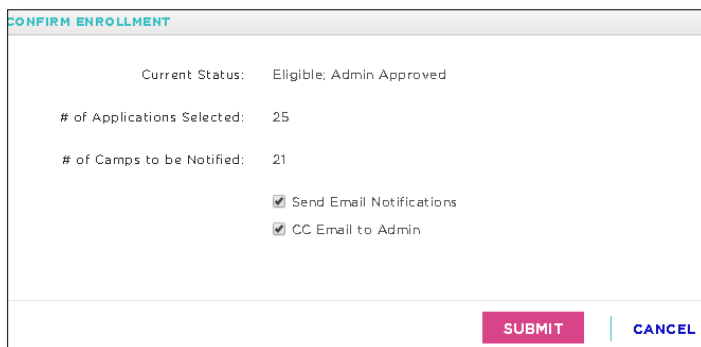 CONFIRM ENROLLMENT
Current Status: Eligible; Admin Approved
# of Applications Selected: 25
# of Camps to be Notified: 21
Send Email Notifications
CC Email to Admin
SUBMIT CANCEL